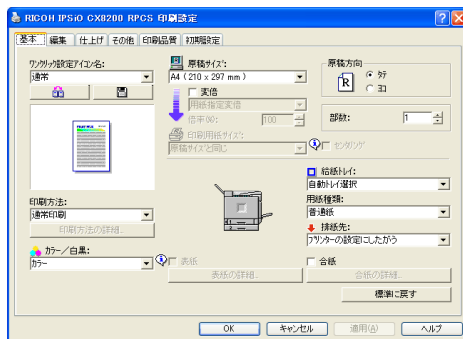 RICOH IPSiO CX8200 RPCS 印刷設定
基本 編集 仕上げ その他 印刷品質 初期設定
ワンクリック設定アイコン名:
通常
原稿サイズ:
A4 (210 x 297 mm)
変倍
用紙指定変倍
倍率(%): 100
印刷用紙サイズ:
原稿サイズと同じ
センタリング
原稿方向
R
タテ
ヨコ
部数: 1
印刷方法:
通常印刷
印刷方法の詳細...
カラー/白黒:
カラー
表紙
表紙の詳細...
給紙トレイ:
自動トレイ選択
用紙種類:
普通紙
排紙先:
プリンターの設定にしたがう
合紙
合紙の詳細...
標準に戻す
OK キャンセル 適用(A) ヘルプ